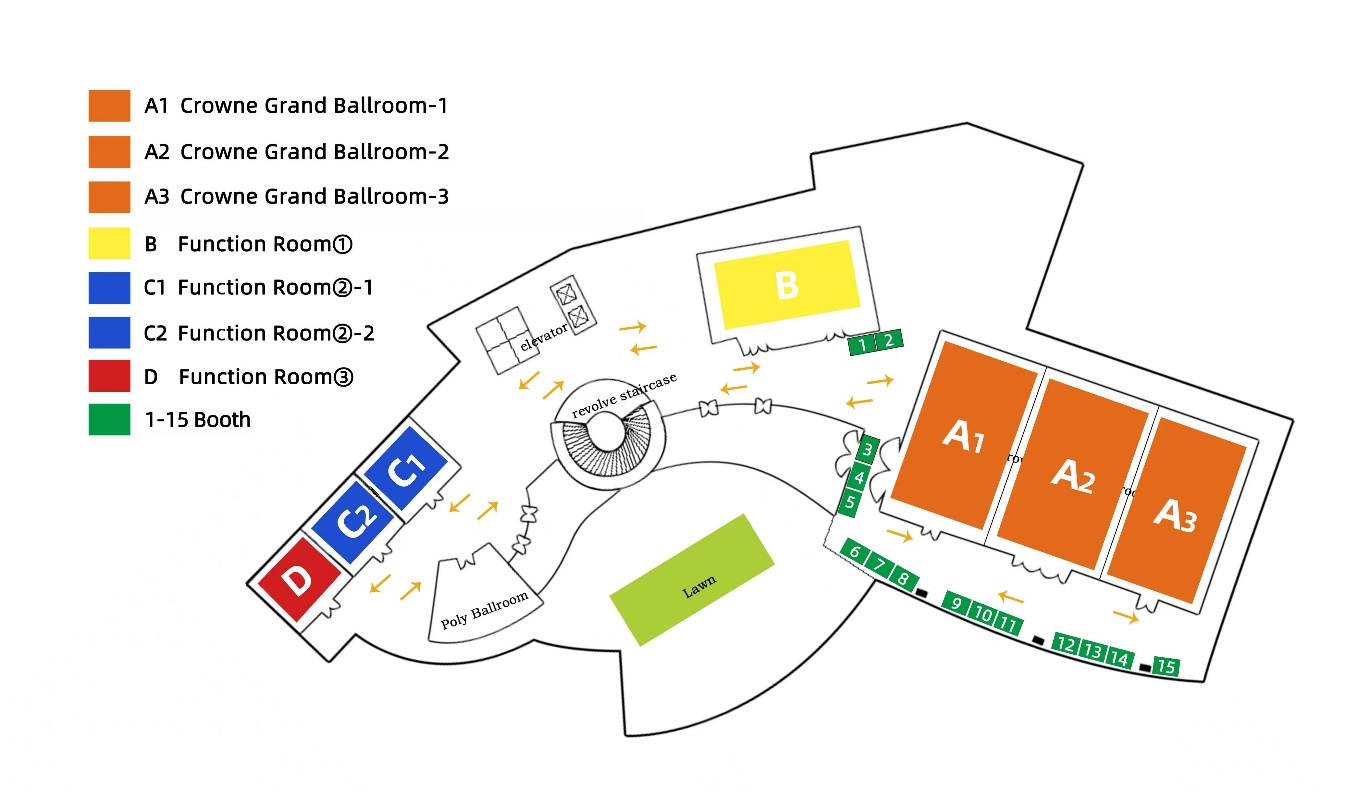 A1 Crowne Grand Ballroom-1
A2 Crowne Grand Ballroom-2
A3 Crowne Grand Ballroom-3
B Function Room①
C1 Function Room②-1
C2 Function Room②-2
D Function Room③
1-15 Booth
B
elevator
1 2
revolve staircase
A1
A2
A3
C1
C2
D
3
4
5
6 7 8
9 10 11
12 13 14
15
Lawn
Poly Ballroom